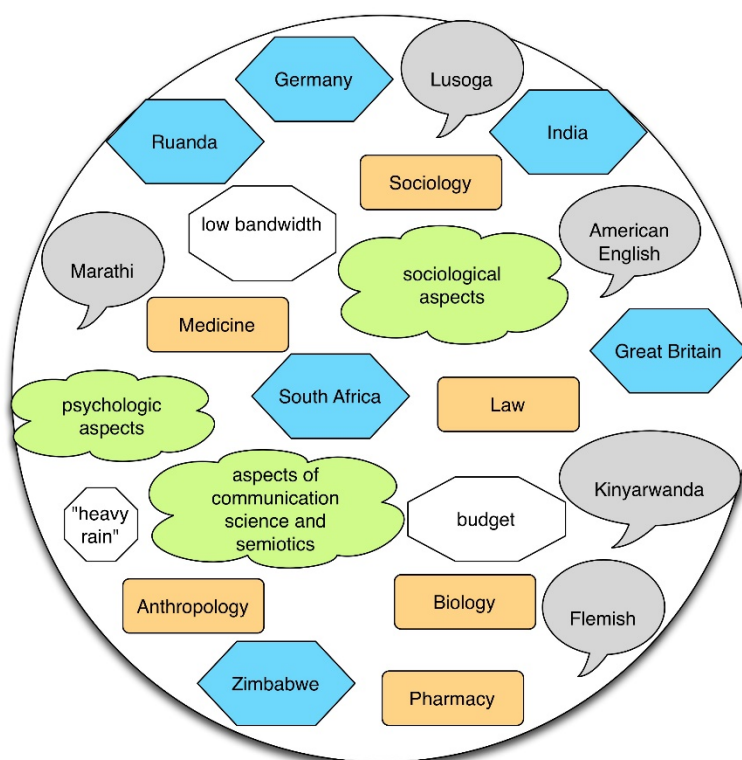 Germany
Lusoga
Ruanda
India
Sociology
low bandwidth
American
English
Marathi
sociological
aspects
Medicine
Great Britain
South Africa
Law
psychologic
aspects
aspects of
communication
science and
semiotics
Kinyarwanda
"heavy
rain"
budget
Anthropology
Biology
Flemish
Zimbabwe
Pharmacy